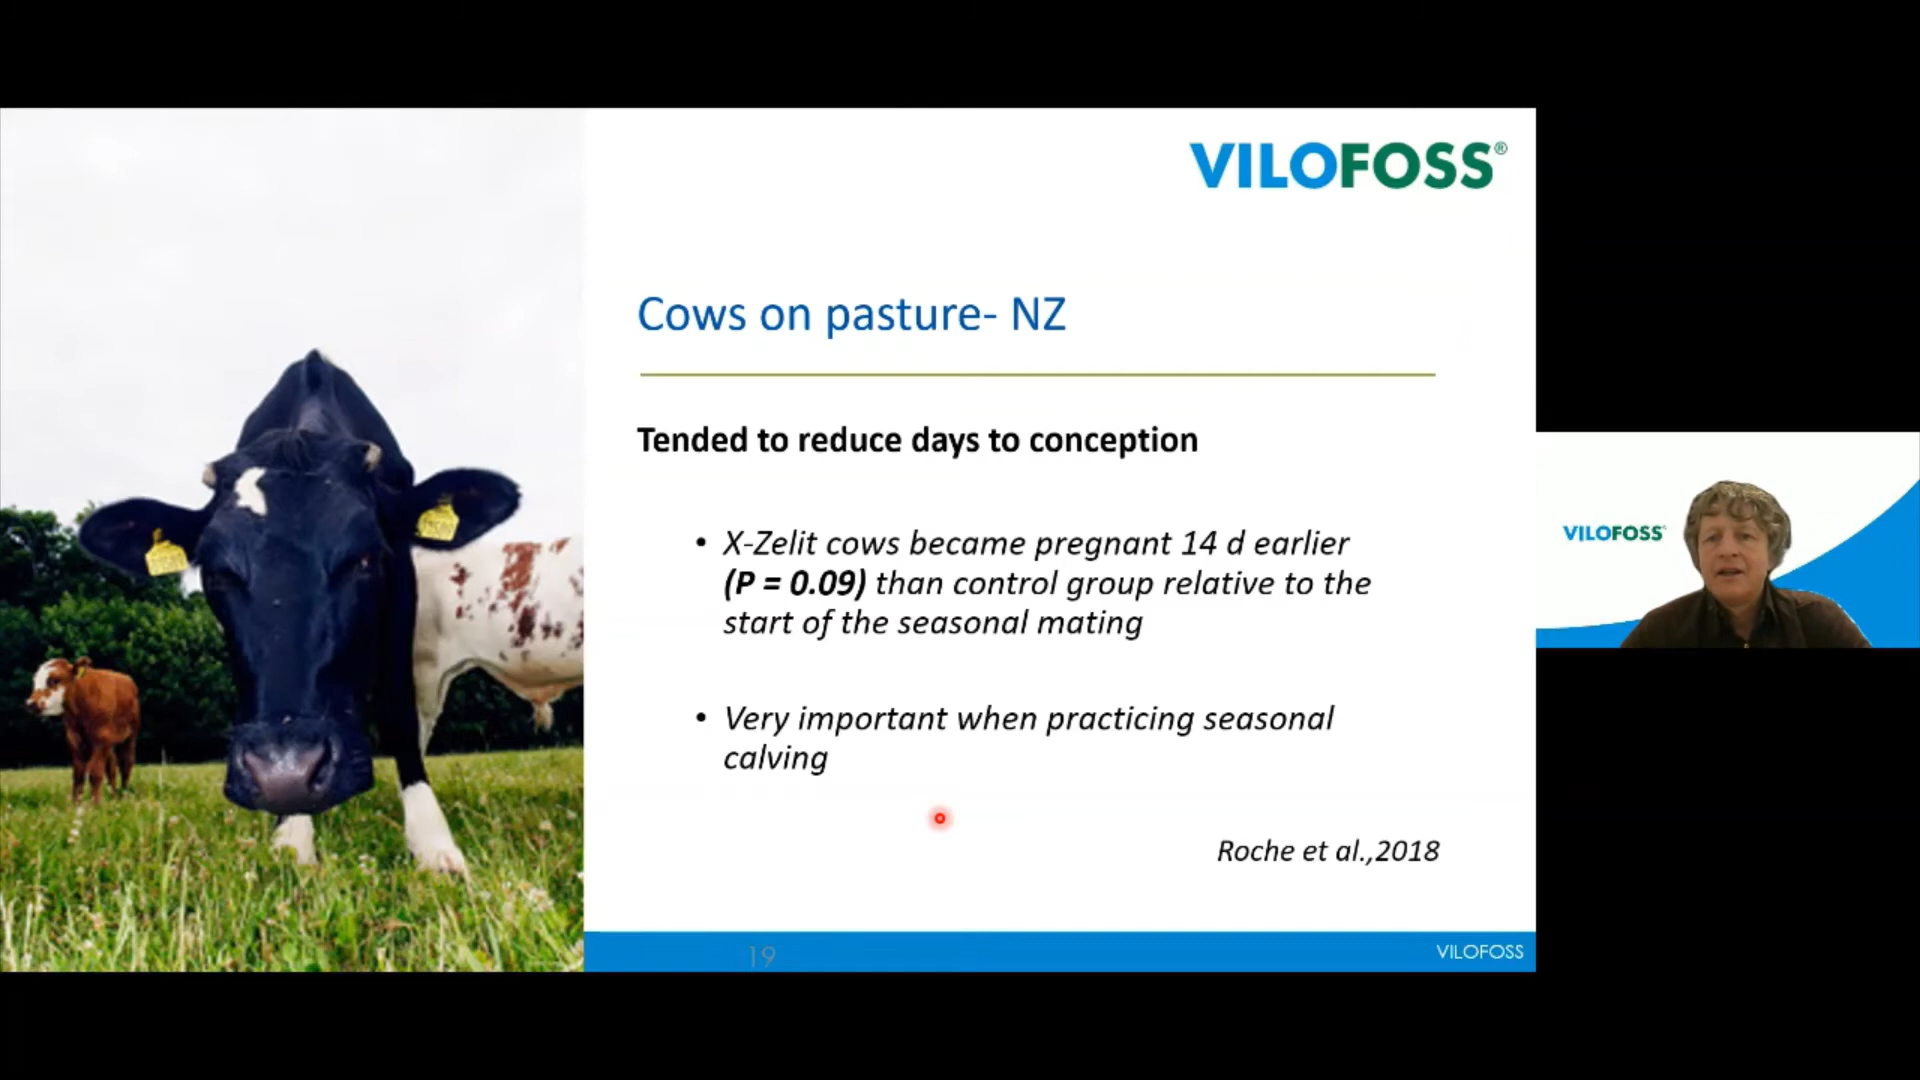 VILOFOSS®
Cows on pasture- NZ
Tended to reduce days to conception
• X-Zelit cows became pregnant 14 d earlier
(P = 0.09) than control group relative to the
start of the seasonal mating
• Very important when practicing seasonal
calving
Roche et al.,2018
19
VILOFOSS
VILOFOSS®